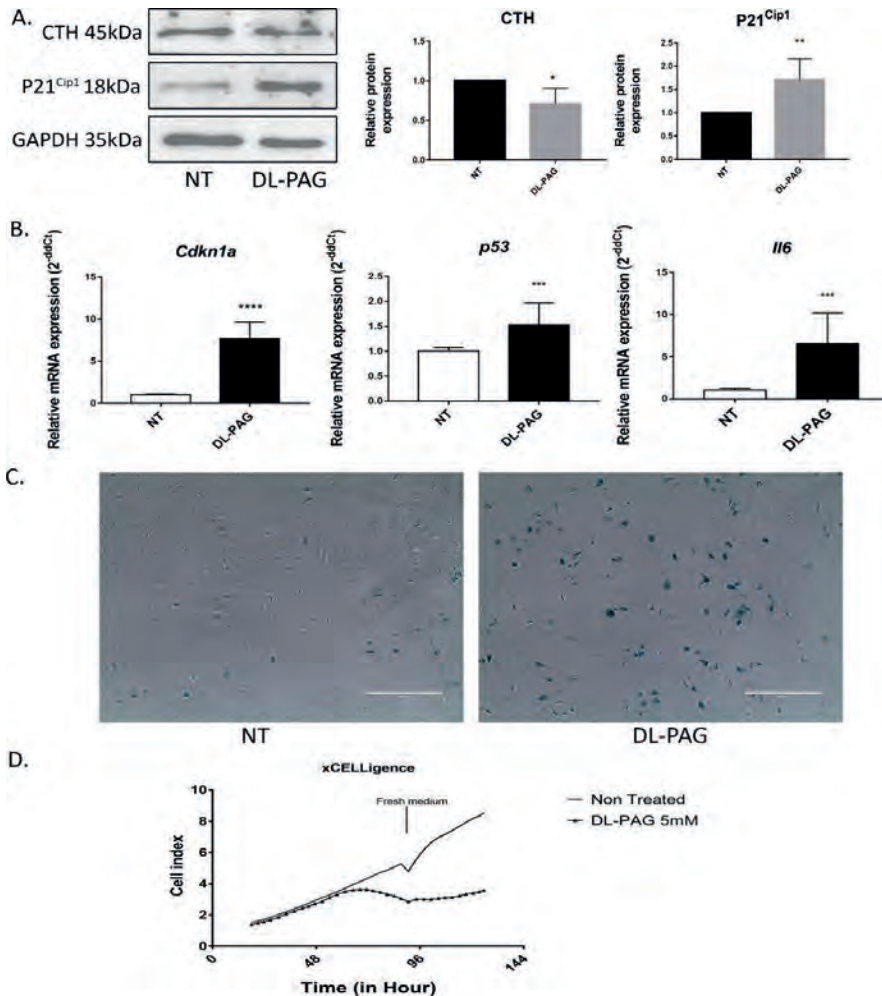 A.
CTH 45kDa
P21Cip1 18kDa
GAPDH 35kDa
NT DL-PAG
CTH
Relative protein
expression
1.5
1.0
0.5
0.0
*
NT
DL-PAG
P21Cip1
Relative protein
expression
2.5
2.0
1.5
1.0
0.5
0.0
**
NT
DL-PAG
B.
Cdkn1a
Relative mRNA expression (2-ddCt)
15
10
5
0
****
NT
DL-PAG
p53
Relative mRNA expression (2-ddCt)
2.5
2.0
1.5
1.0
0.5
0.0
***
NT
DL-PAG
Il6
Relative mRNA expression (2-ddCt)
15
10
5
0
***
NT
DL-PAG
C.
NT
DL-PAG
D.
xCELLigence
Fresh medium
Non Treated
DL-PAG 5mM
Cell index
10
8
6
4
2
0
0 48 96 144
Time (in Hour)